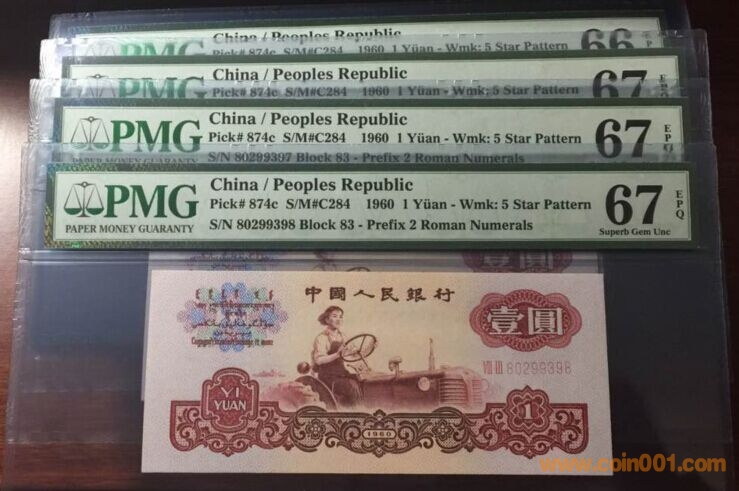 PMG
China / Peoples Republic
Pick# 874c S/M#C284 1960 1 Yüan - Wmk: 5 Star Pattern
66
PMG
China / Peoples Republic
Pick# 874c S/M#C284 1960 1 Yüan - Wmk: 5 Star Pattern
67
PMG
PAPER MONEY GUARANTY
China / Peoples Republic
Pick# 874c S/M#C284 1960 1 Yüan - Wmk: 5 Star Pattern
S/N 80299397 Block 83 - Prefix 2 Roman Numerals
67
EPQ
PMG
PAPER MONEY GUARANTY
China / Peoples Republic
Pick# 874c S/M#C284 1960 1 Yüan - Wmk: 5 Star Pattern
S/N 80299398 Block 83 - Prefix 2 Roman Numerals
67
EPQ
Superb Gem Unc
中國人民銀行
壹圓
80299398
YI
YUAN
1960
1
www.cpin001.com